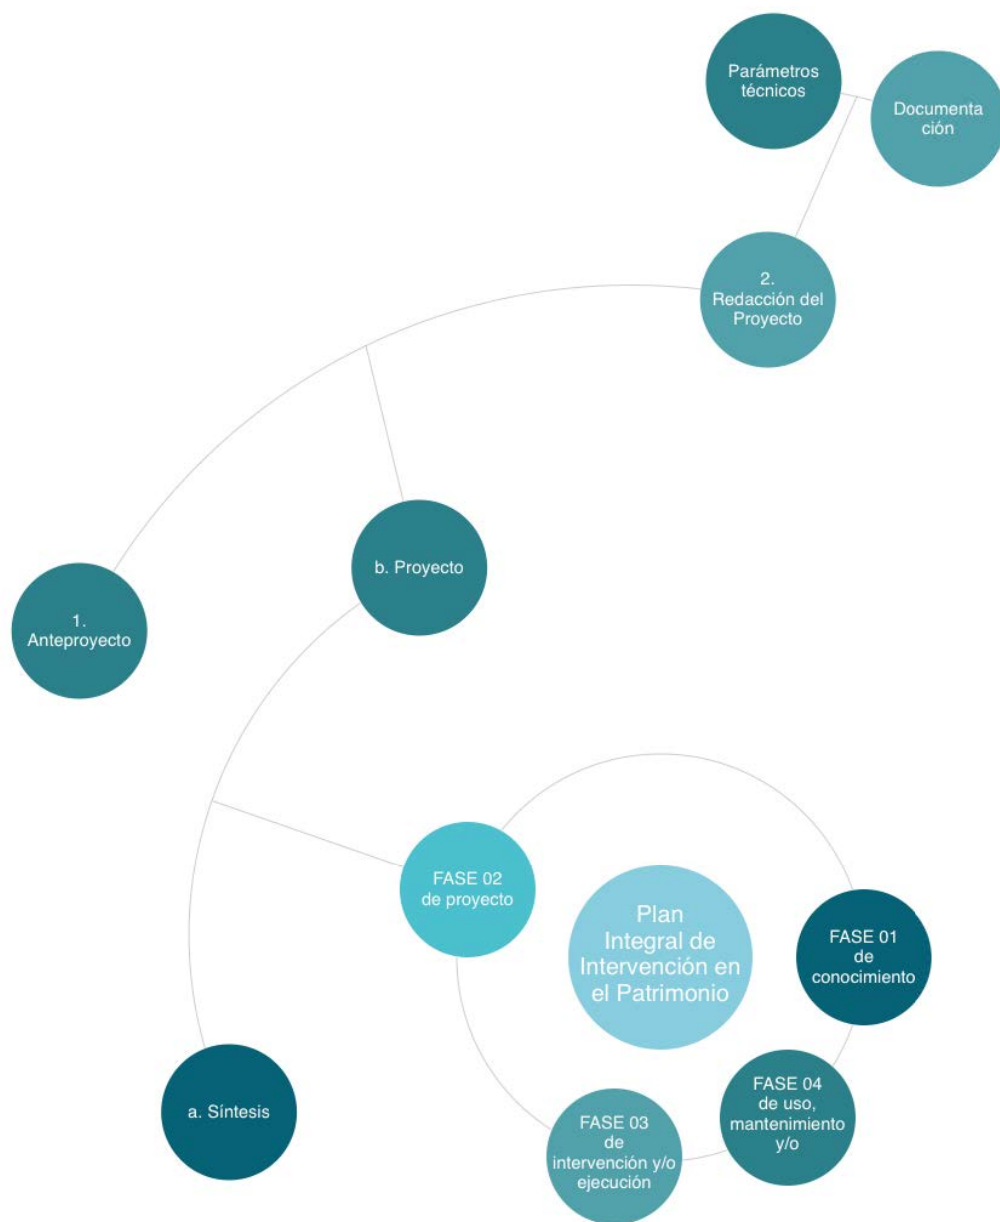 Parámetros
técnicos
Documenta
ción
2.
Redacción del
Proyecto
b. Proyecto
1.
Anteproyecto
FASE 02
de proyecto
Plan
Integral de
Intervención en
el Patrimonio
FASE 01
de
conocimiento
a. Síntesis
FASE 03
de
intervención y/o
ejecución
FASE 04
de uso,
mantenimiento
y/o